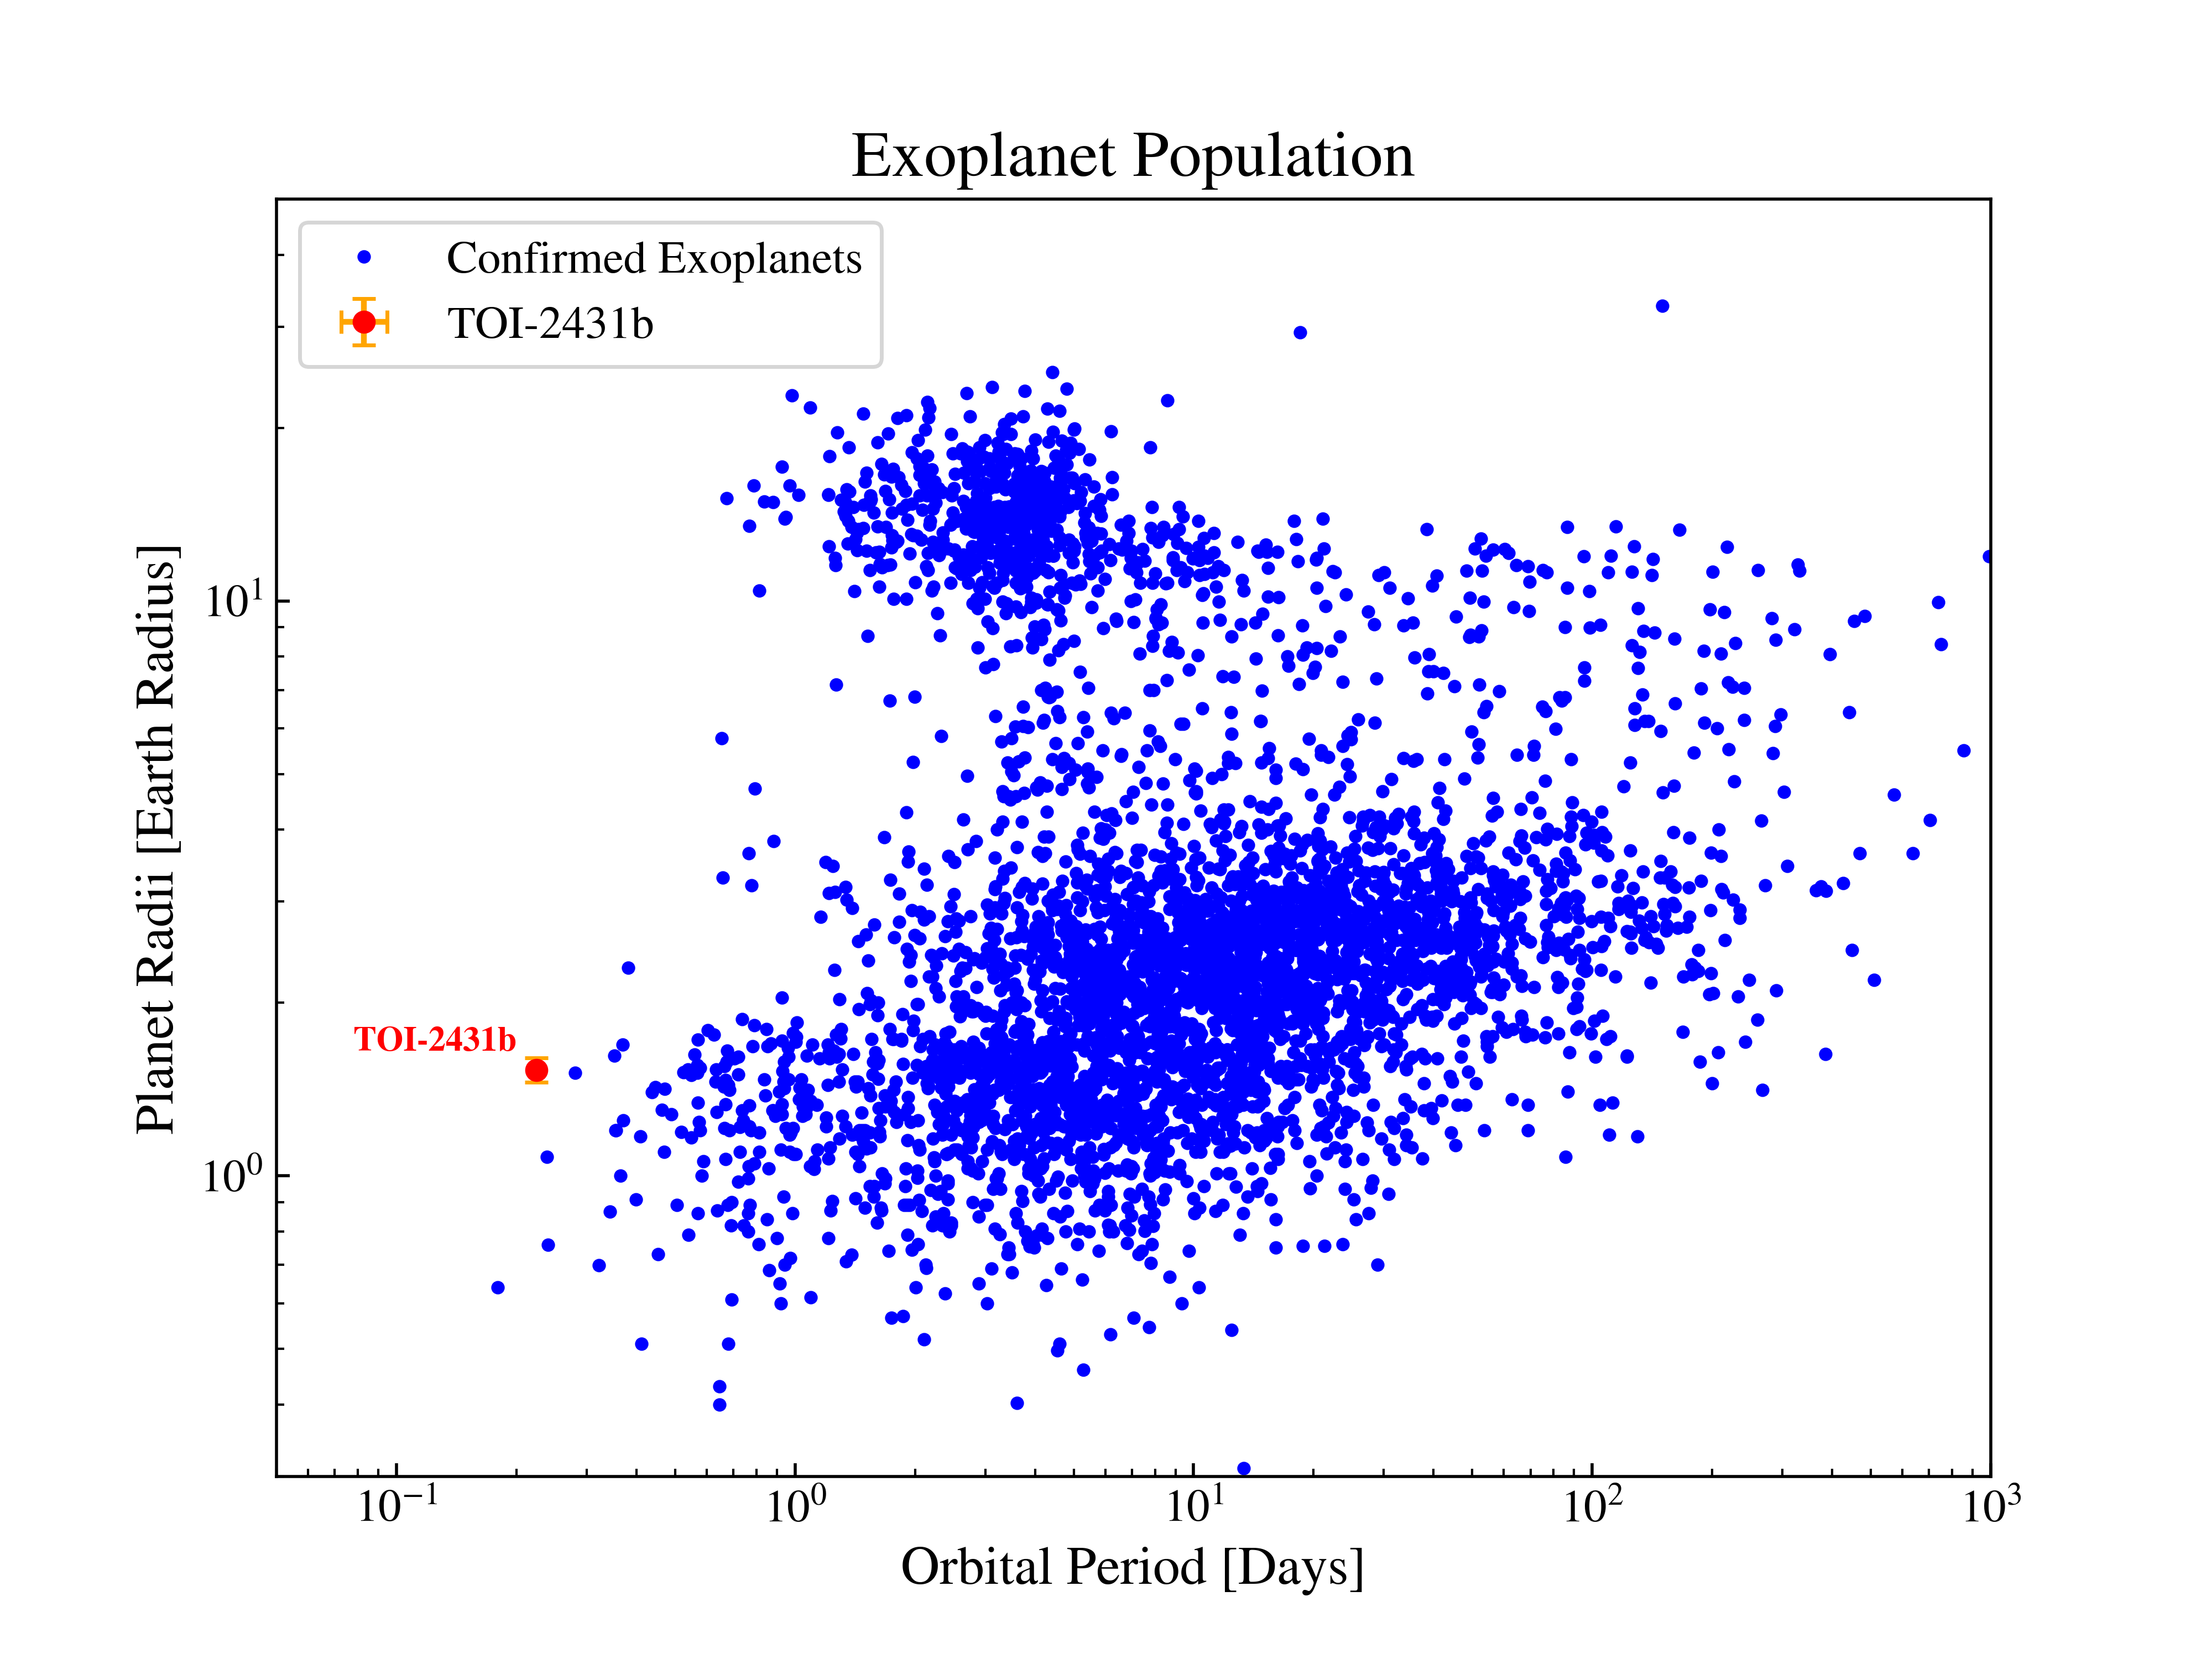 Exoplanet Population
Confirmed Exoplanets
TOI-2431b
Planet Radii [Earth Radius]
10¹
10⁰
TOI-2431b
10⁻¹
10⁰
10¹
10²
10³
Orbital Period [Days]